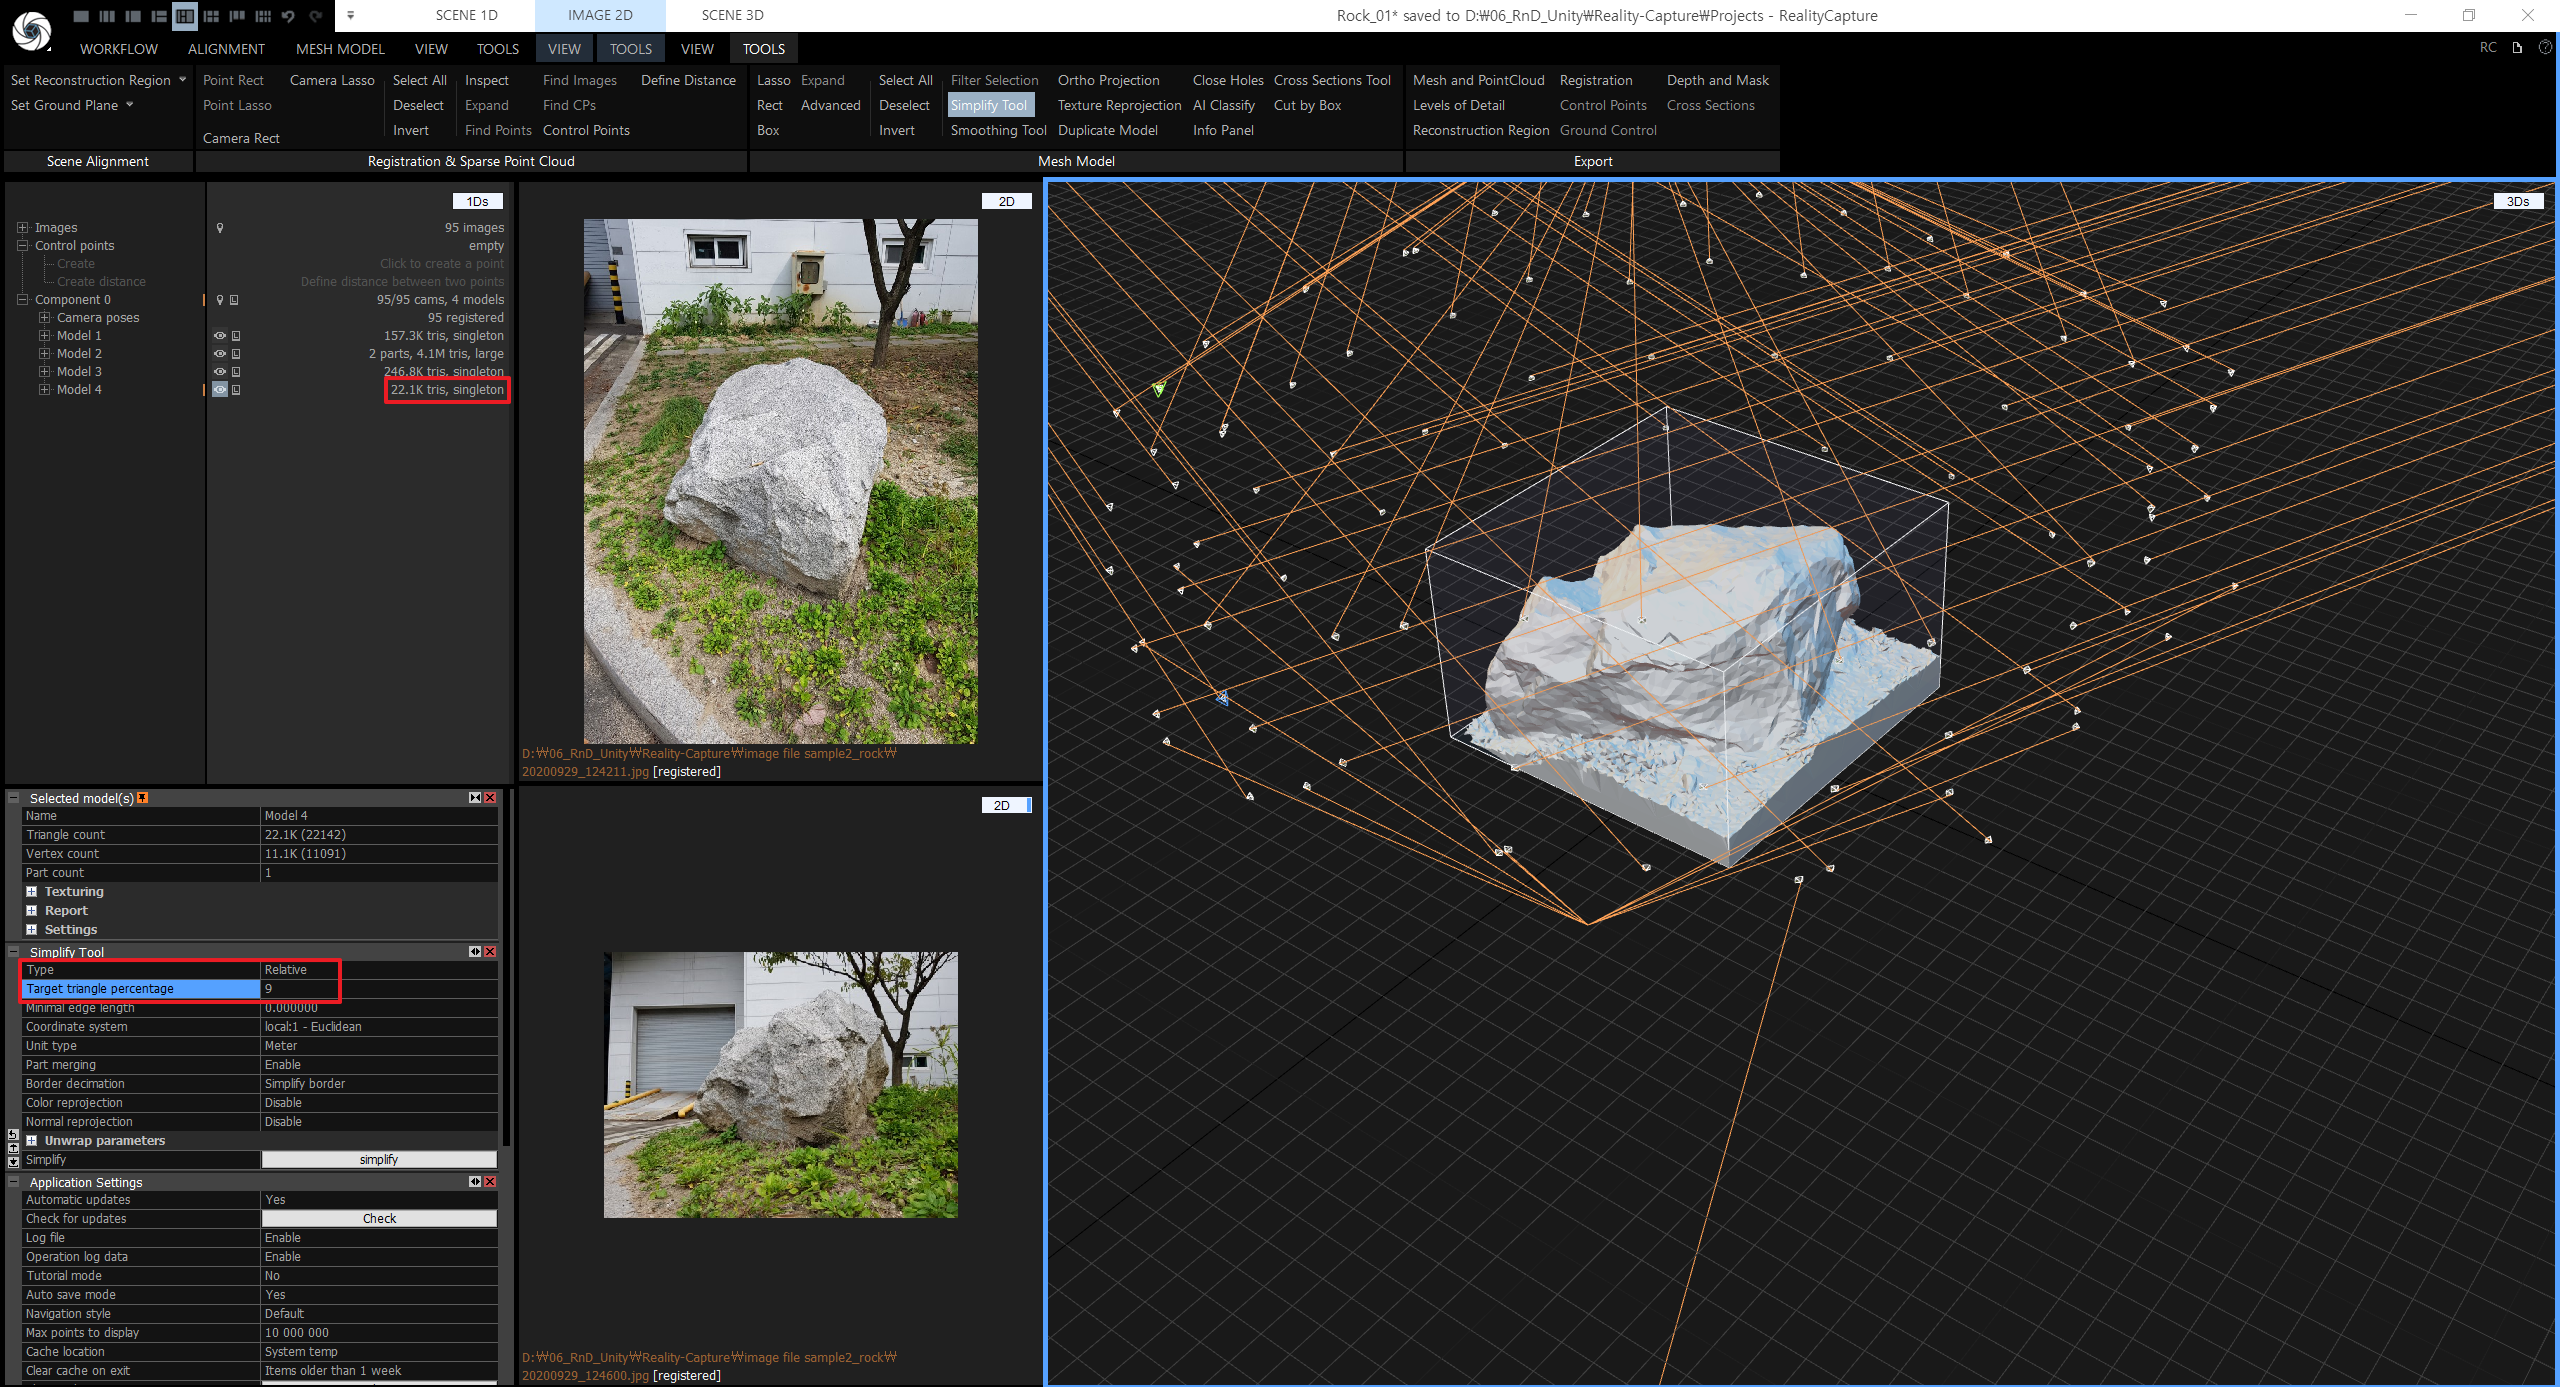 SCENE 1D IMAGE 2D SCENE 3D Rock_01* saved to D:₩06_RnD_Unity₩Reality-Capture₩Projects - RealityCapture
WORKFLOW ALIGNMENT MESH MODEL VIEW TOOLS VIEW TOOLS VIEW TOOLS RC
Set Reconstruction Region Point Rect Camera Lasso Select All Inspect Find Images Define Distance Lasso Expand Select All Filter Selection Ortho Projection Close Holes Cross Sections Tool Mesh and PointCloud Registration Depth and Mask
Set Ground Plane Point Lasso Deselect Expand Find CPs Rect Advanced Deselect Simplify Tool Texture Reprojection AI Classify Cut by Box Levels of Detail Control Points Cross Sections
Camera Rect Invert Find Points Control Points Box Invert Smoothing Tool Duplicate Model Info Panel Reconstruction Region Ground Control
Scene Alignment Registration & Sparse Point Cloud Mesh Model Export
1Ds
Images 95 images
Control points empty
Create Click to create a point
Create distance Define distance between two points
Component 0 95/95 cams, 4 models
Camera poses 95 registered
Model 1 157.3K tris, singleton
Model 2 2 parts, 4.1M tris, large
Model 3 246.8K tris, singleton
Model 4 22.1K tris, singleton
2D
D:₩06_RnD_Unity₩Reality-Capture₩image file sample2_rock₩
20200929_124211.jpg [registered]
3Ds
Selected model(s)
Name Model 4
Triangle count 22.1K (22142)
Vertex count 11.1K (11091)
Part count 1
Texturing
Report
Settings
Simplify Tool
Type Relative
Target triangle percentage 9
Minimal edge length 0.000000
Coordinate system local:1 - Euclidean
Unit type Meter
Part merging Enable
Border decimation Simplify border
Color reprojection Disable
Normal reprojection Disable
Unwrap parameters
Simplify simplify
Application Settings
Automatic updates Yes
Check for updates Check
Log file Enable
Operation log data Enable
Tutorial mode No
Auto save mode Yes
Navigation style Default
Max points to display 10 000 000
Cache location System temp
Clear cache on exit Items older than 1 week
2D
D:₩06_RnD_Unity₩Reality-Capture₩image file sample2_rock₩
20200929_124600.jpg [registered]